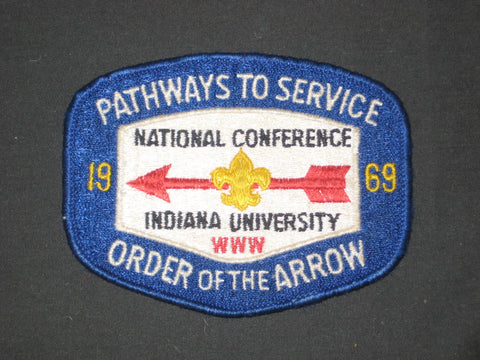 PATHWAYS TO SERVICE
NATIONAL CONFERENCE
19 69
INDIANA UNIVERSITY
WWW
ORDER OF THE ARROW